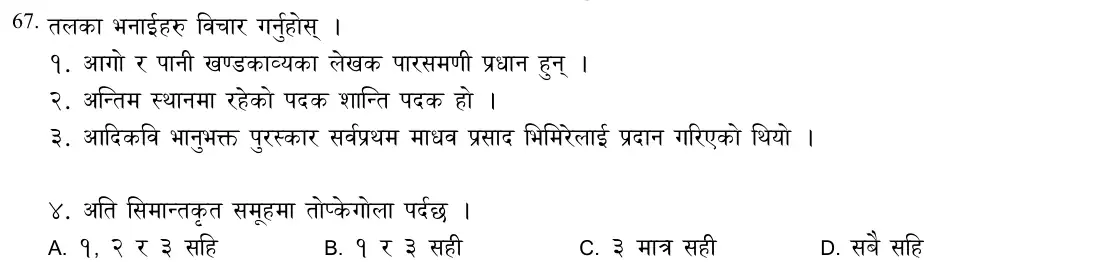 67. तलका भनाईहरु विचार गर्नुहोस् ।
१. आगो र पानी खण्डकाव्यका लेखक पारसमणी प्रधान हुन् ।
२. अन्तिम स्थानमा रहेको पदक शान्ति पदक हो ।
३. आदिकवि भानुभक्त पुरस्कार सर्वप्रथम माधव प्रसाद भिमिरेलाई प्रदान गरिएको थियो ।
४. अति सिमान्तकृत समूहमा तोप्केगोला पर्दछ ।
A. १, २ र ३ सहि B. १ र ३ सही C. ३ मात्र सही D. सबै सहि